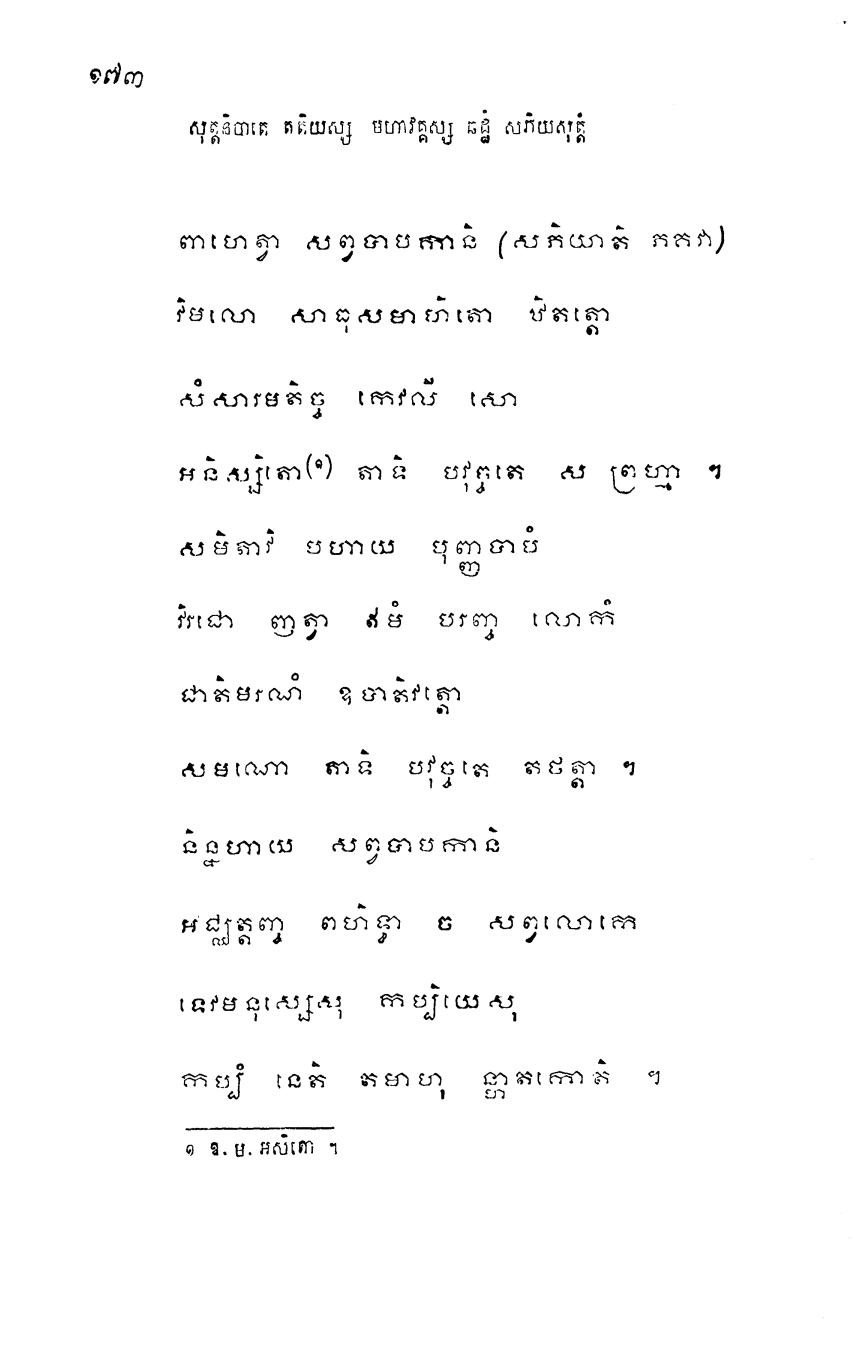 ១៧៣
សុត្តនិបាតេ តតិយស្ស មហាវគ្គស្ស ឆដ្ឋំ សភិយសុត្តំ
ពាហេត្វា សព្វបាបកានិ (សភិយាតិ ភគវា)
វិមលោ សាធុសមាហិតោ ឋិតត្តោ
សំសារមតិច្ច កេវលី សោ
អនិស្សិតោ(១) តាទិ បវុច្ចតេ ស ព្រហ្មា ។
សមិតាវិ បហាយ បុញ្ញបាបំ
វិរជោ ញត្វា ឥមំ បរញ្ច លោកំ
ជាតិមរណំ ឧបាតិវត្តោ
សមណោ តាទិ បវុច្ចតេ តថត្តា ។
និន្នហាយ សព្វបាបកានិ
អជ្ឈត្តញ្ច ពហិទ្ធា ច សព្វលោកេ
ទេវមនុស្សេសុ កប្បិយេសុ
កប្បំ នេតិ តមាហុ ន្ហាតកោតិ ។
១ ឱ. ម. អសិតោ ។